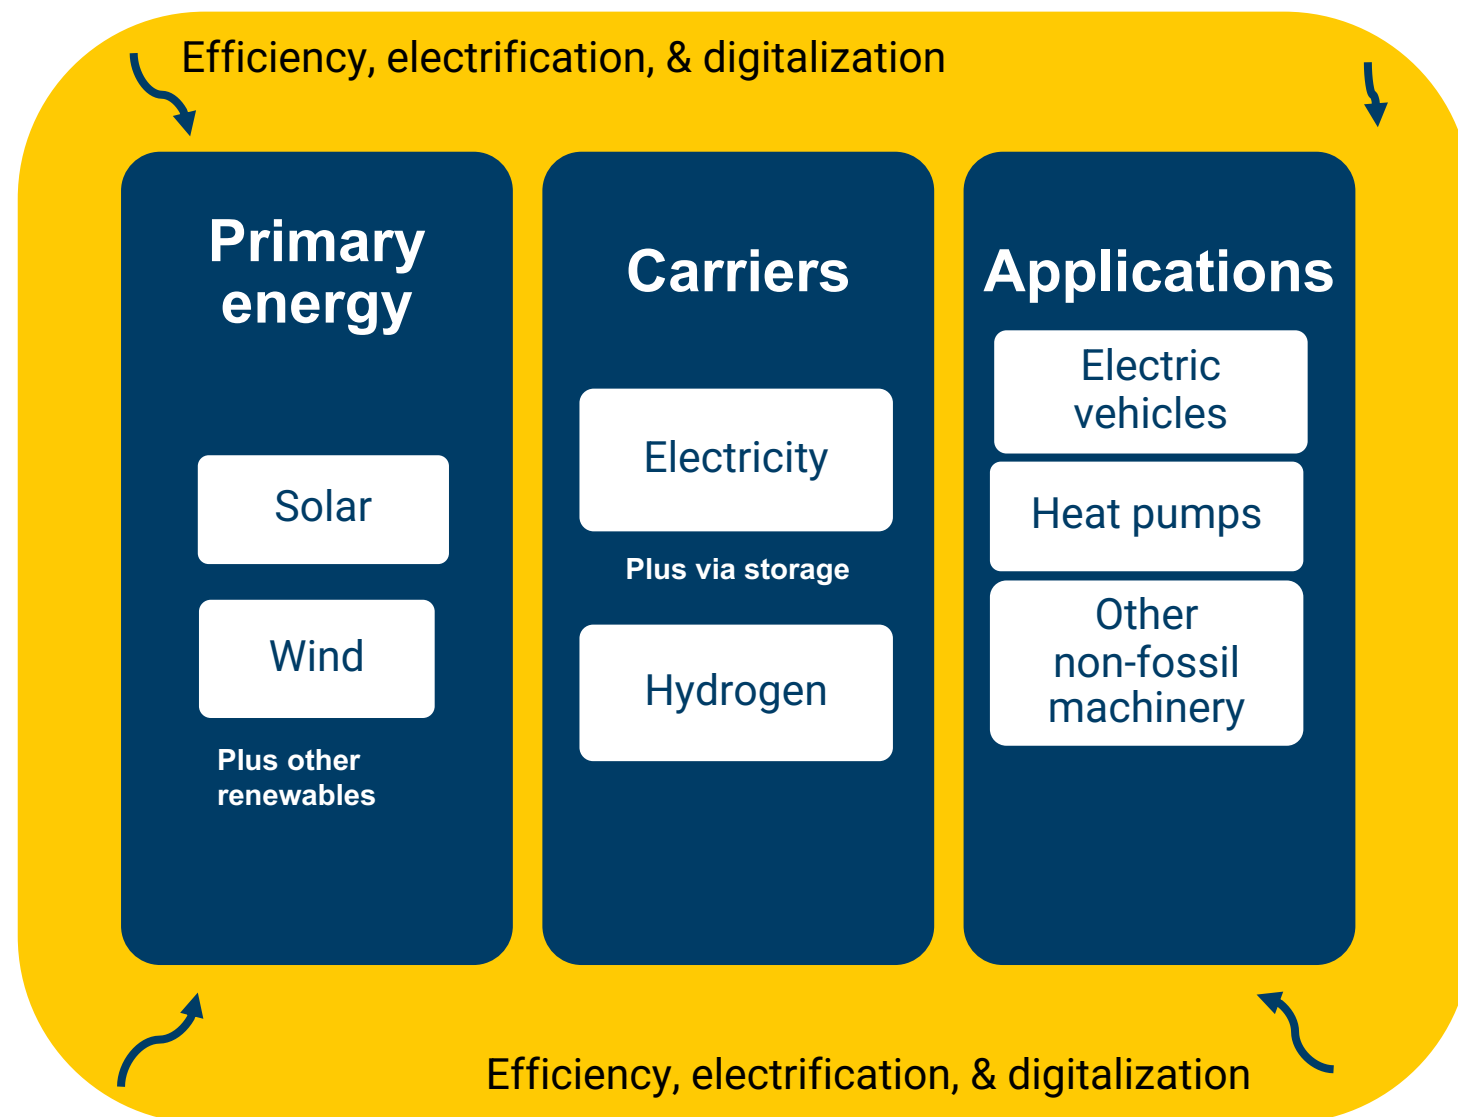 Efficiency, electrification, & digitalization
Primary
energy
Solar
Wind
Plus other
renewables
Carriers
Electricity
Plus via storage
Hydrogen
Applications
Electric
vehicles
Heat pumps
Other
non-fossil
machinery
Efficiency, electrification, & digitalization